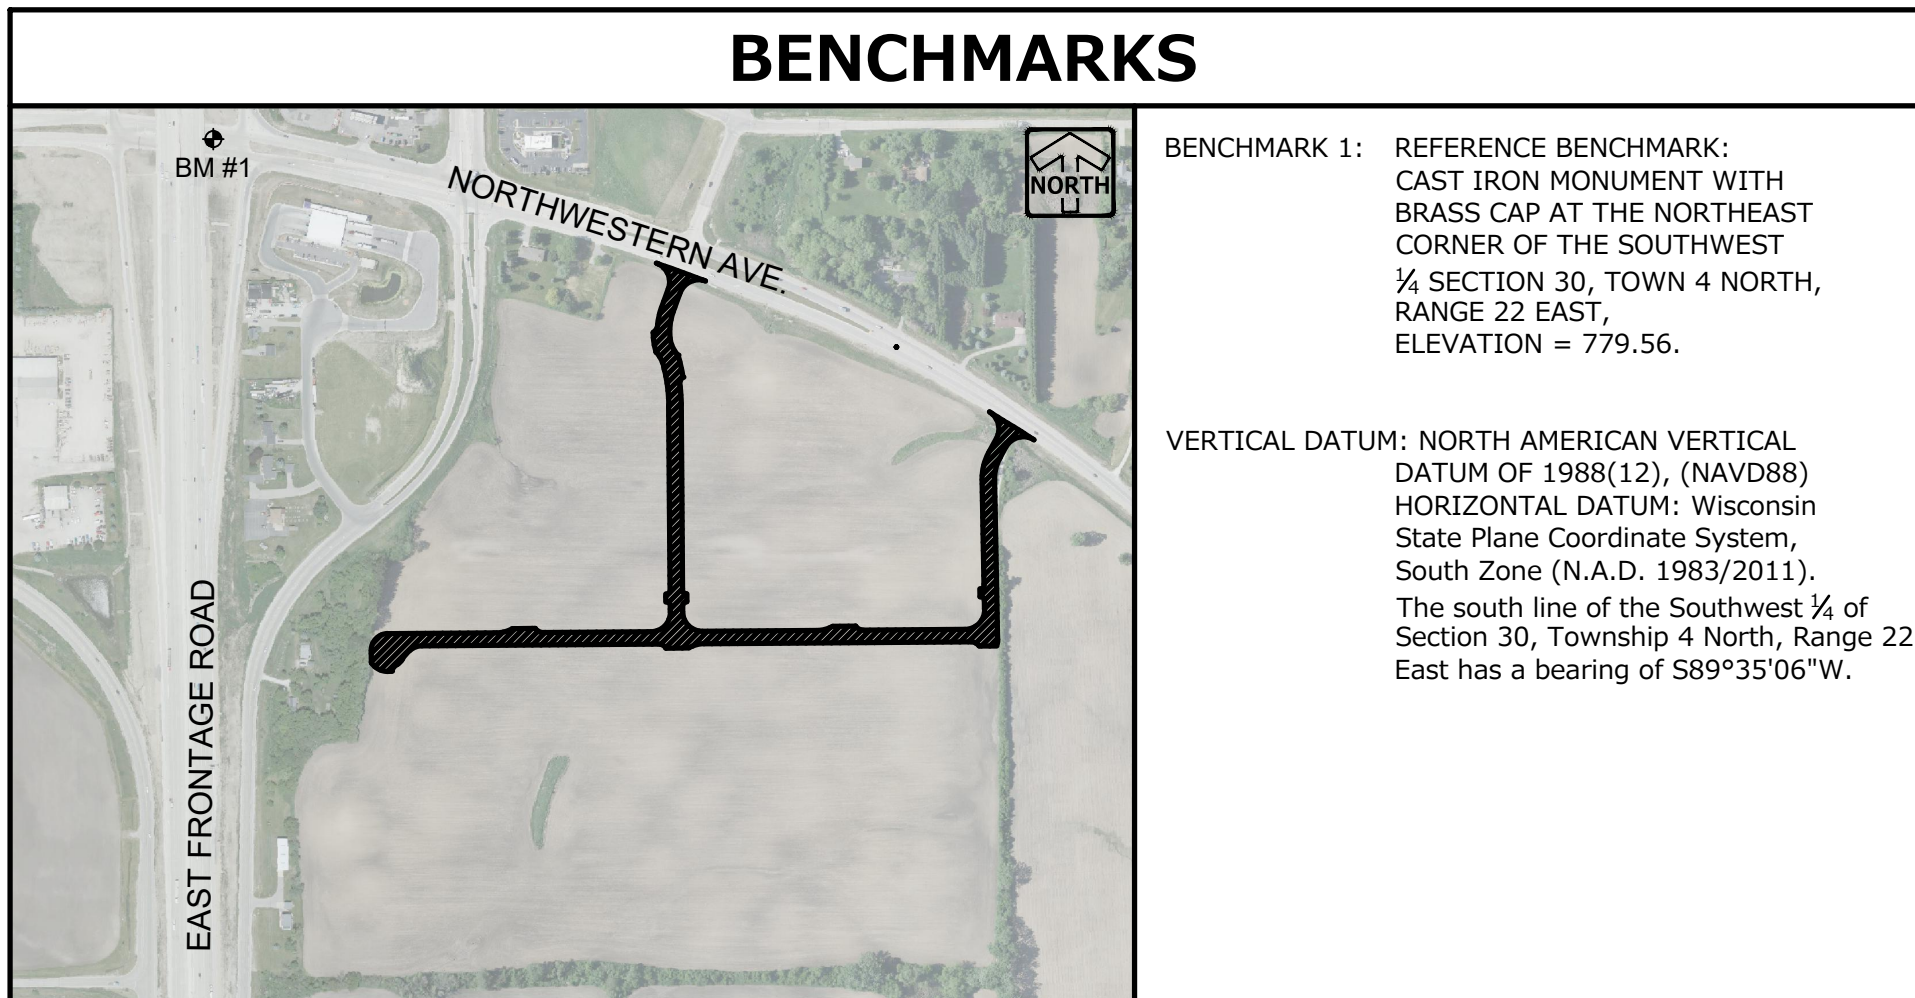 BENCHMARKS
BM #1
NORTHWESTERN AVE.
NORTH
EAST FRONTAGE ROAD
BENCHMARK 1: REFERENCE BENCHMARK:
CAST IRON MONUMENT WITH
BRASS CAP AT THE NORTHEAST
CORNER OF THE SOUTHWEST
¼ SECTION 30, TOWN 4 NORTH,
RANGE 22 EAST,
ELEVATION = 779.56.
VERTICAL DATUM: NORTH AMERICAN VERTICAL
DATUM OF 1988(12), (NAVD88)
HORIZONTAL DATUM: Wisconsin
State Plane Coordinate System,
South Zone (N.A.D. 1983/2011).
The south line of the Southwest ¼ of
Section 30, Township 4 North, Range 22
East has a bearing of S89°35'06"W.